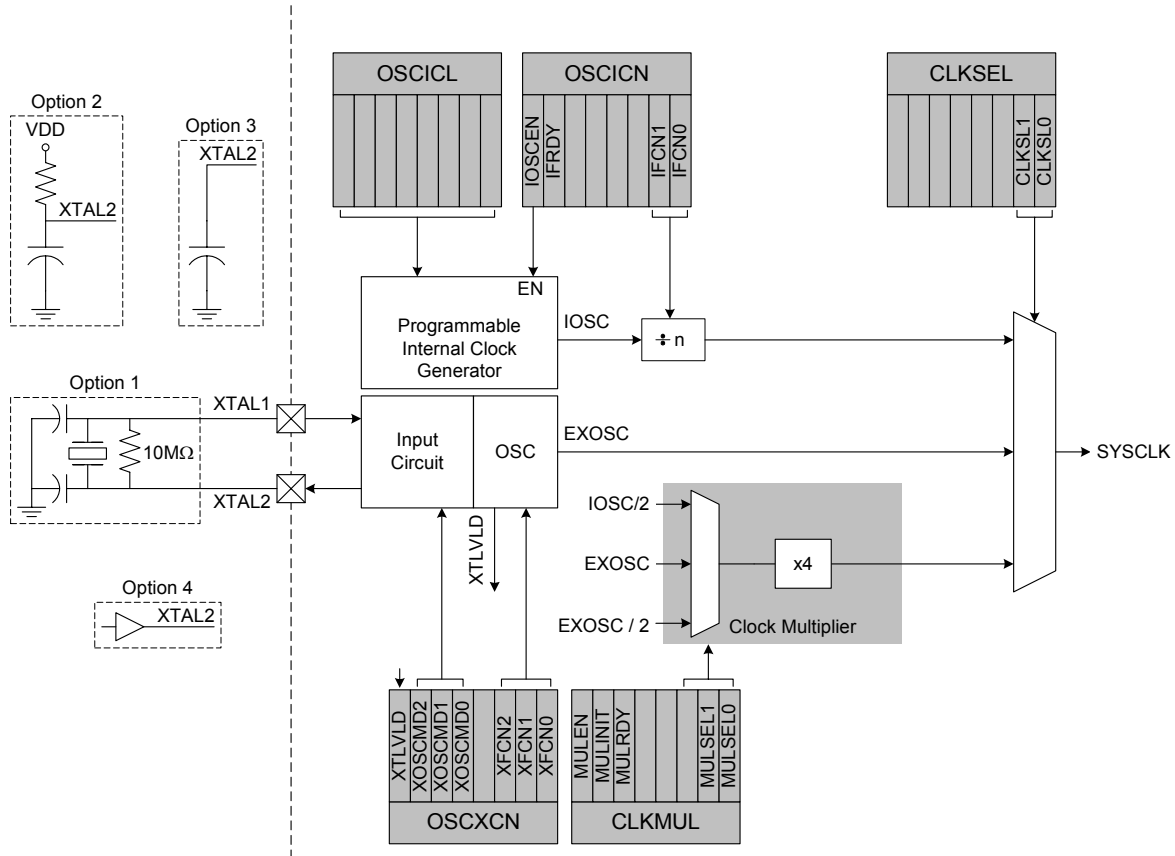 OSCICL
OSCICN
CLKSEL
IOSCEN
IFRDY
IFCN1
IFCN0
CLKSL1
CLKSL0
Option 2
VDD
XTAL2
Option 3
XTAL2
EN
Programmable
Internal Clock
Generator
IOSC
÷ n
Option 1
10MΩ
XTAL1
XTAL2
Input
Circuit
OSC
EXOSC
SYSCLK
XTLVLD
IOSC/2
EXOSC
EXOSC / 2
x4
Clock Multiplier
Option 4
XTAL2
XTLVLD
XOSCMD2
XOSCMD1
XOSCMD0
XFCN2
XFCN1
XFCN0
OSCXCN
MULEN
MULINIT
MULRDY
MULSEL1
MULSEL0
CLKMUL